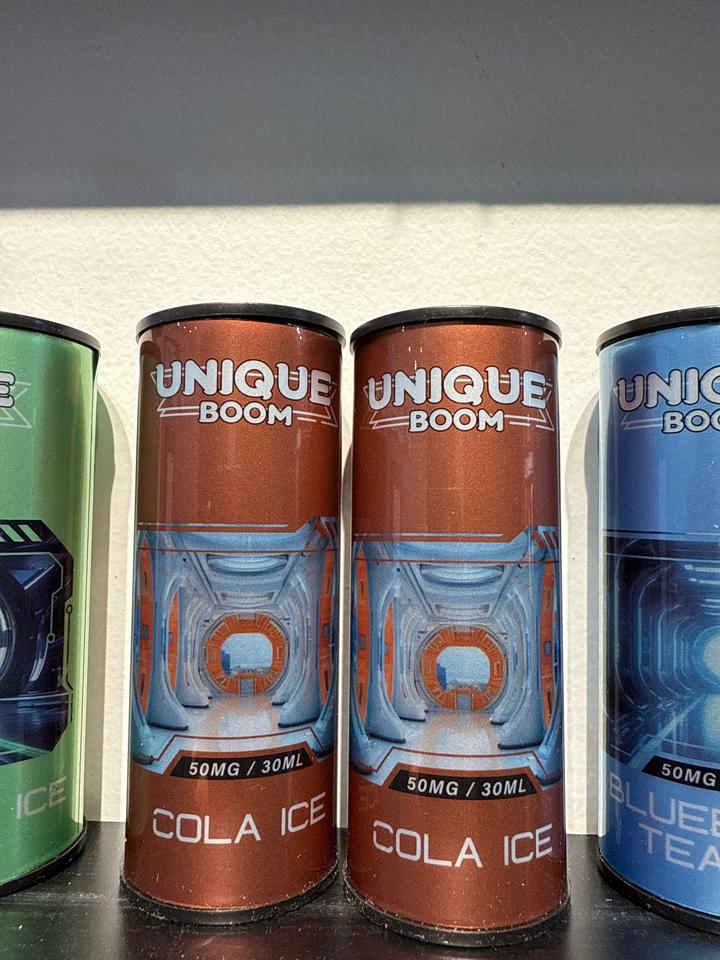 UNIQUE
BOOM
50MG / 30ML
COLA ICE
UNIQUE
BOOM
50MG / 30ML
COLA ICE
ICE
50MG